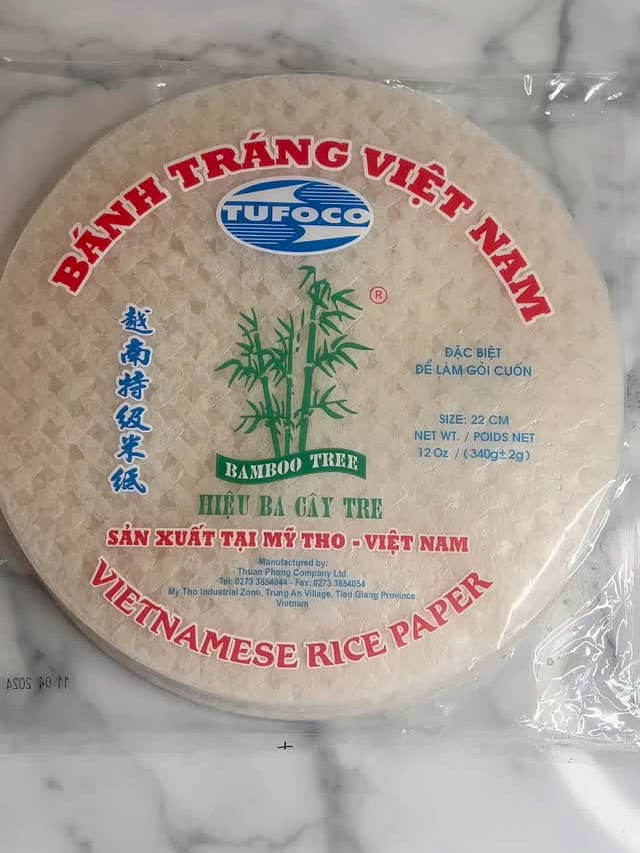 BÁNH TRÁNG VIỆT NAM
TUFOCO
®
越南特级米纸
ĐẶC BIỆT
ĐỂ LÀM GỎI CUỐN
SIZE: 22 CM
NET WT. / POIDS NET
12 Oz / (340g±2g)
BAMBOO TREE
HIỆU BA CÂY TRE
SẢN XUẤT TẠI MỸ THO - VIỆT NAM
Manufactured by:
Thuan Phong Company Ltd.
Tel: 0273 3854044 - Fax: 0273 3854054
My Tho Industrial Zone, Trung An Village, Tien Giang Province
Vietnam
VIETNAMESE RICE PAPER
11 04 2024